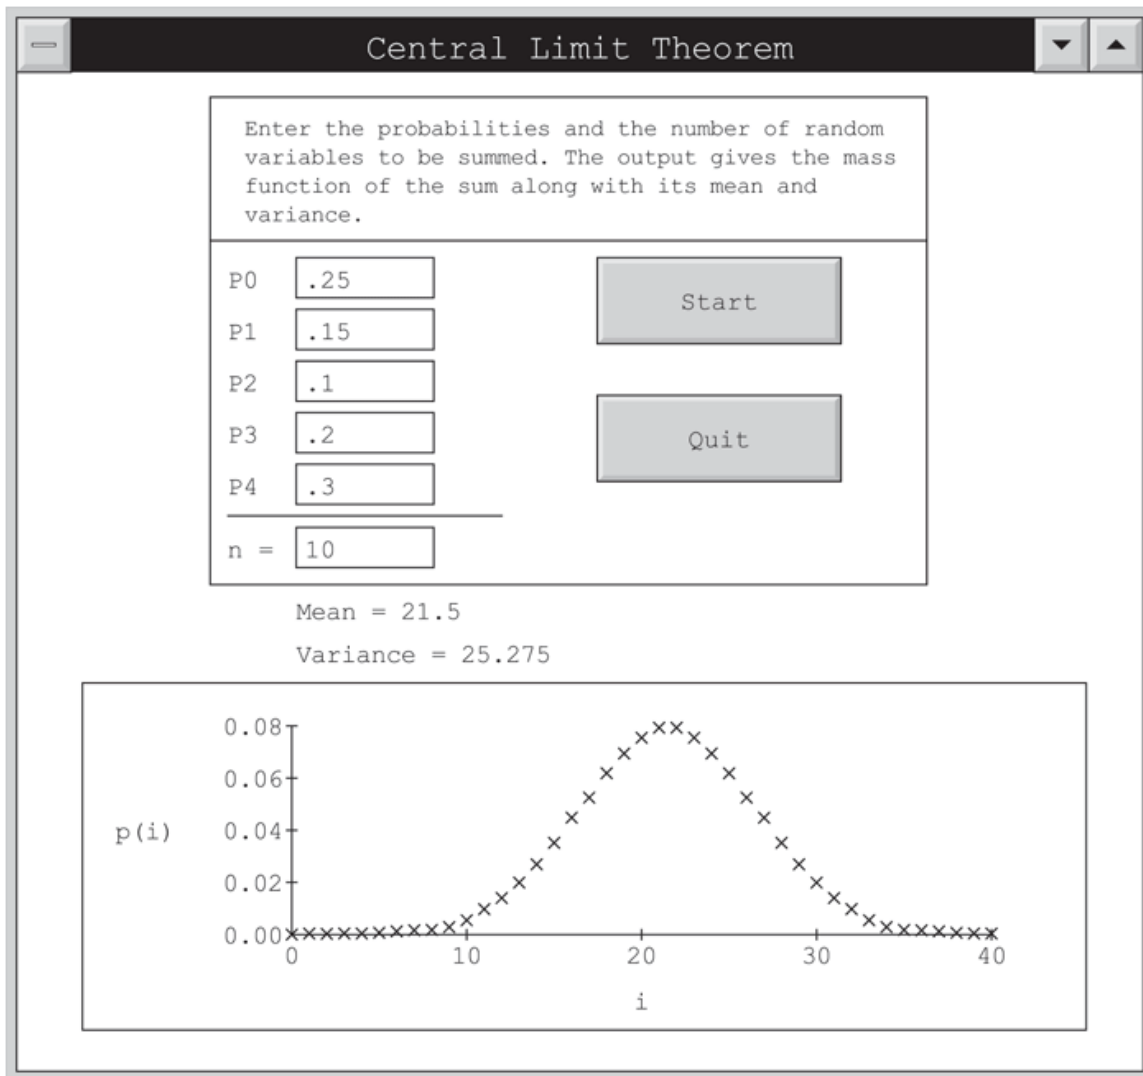 Central Limit Theorem
Enter the probabilities and the number of random
variables to be summed. The output gives the mass
function of the sum along with its mean and
variance.
P0 .25
Start
P1 .15
P2 .1
Quit
P3 .2
P4 .3
n = 10
Mean = 21.5
Variance = 25.275
0.08
0.06
p(i) 0.04
0.02
0.00
0 10 20 30 40
i